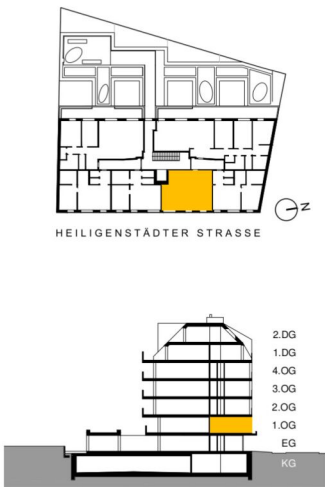 N
HEILIGENSTÄDTER STRASSE
2.DG
1.DG
4.OG
3.OG
2.OG
1.OG
EG
KG